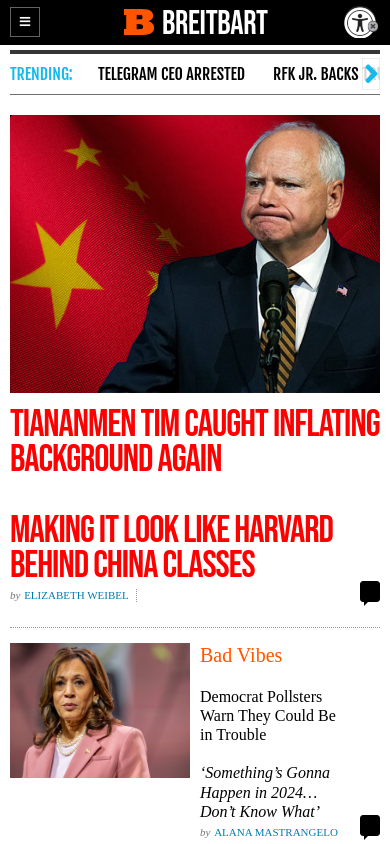 BREITBART
TRENDING: TELEGRAM CEO ARRESTED RFK JR. BACKS
TIANANMEN TIM CAUGHT INFLATING
BACKGROUND AGAIN
MAKING IT LOOK LIKE HARVARD
BEHIND CHINA CLASSES
by ELIZABETH WEIBEL
Bad Vibes
Democrat Pollsters
Warn They Could Be
in Trouble
‘Something’s Gonna
Happen in 2024…
Don’t Know What’
by ALANA MASTRANGELO